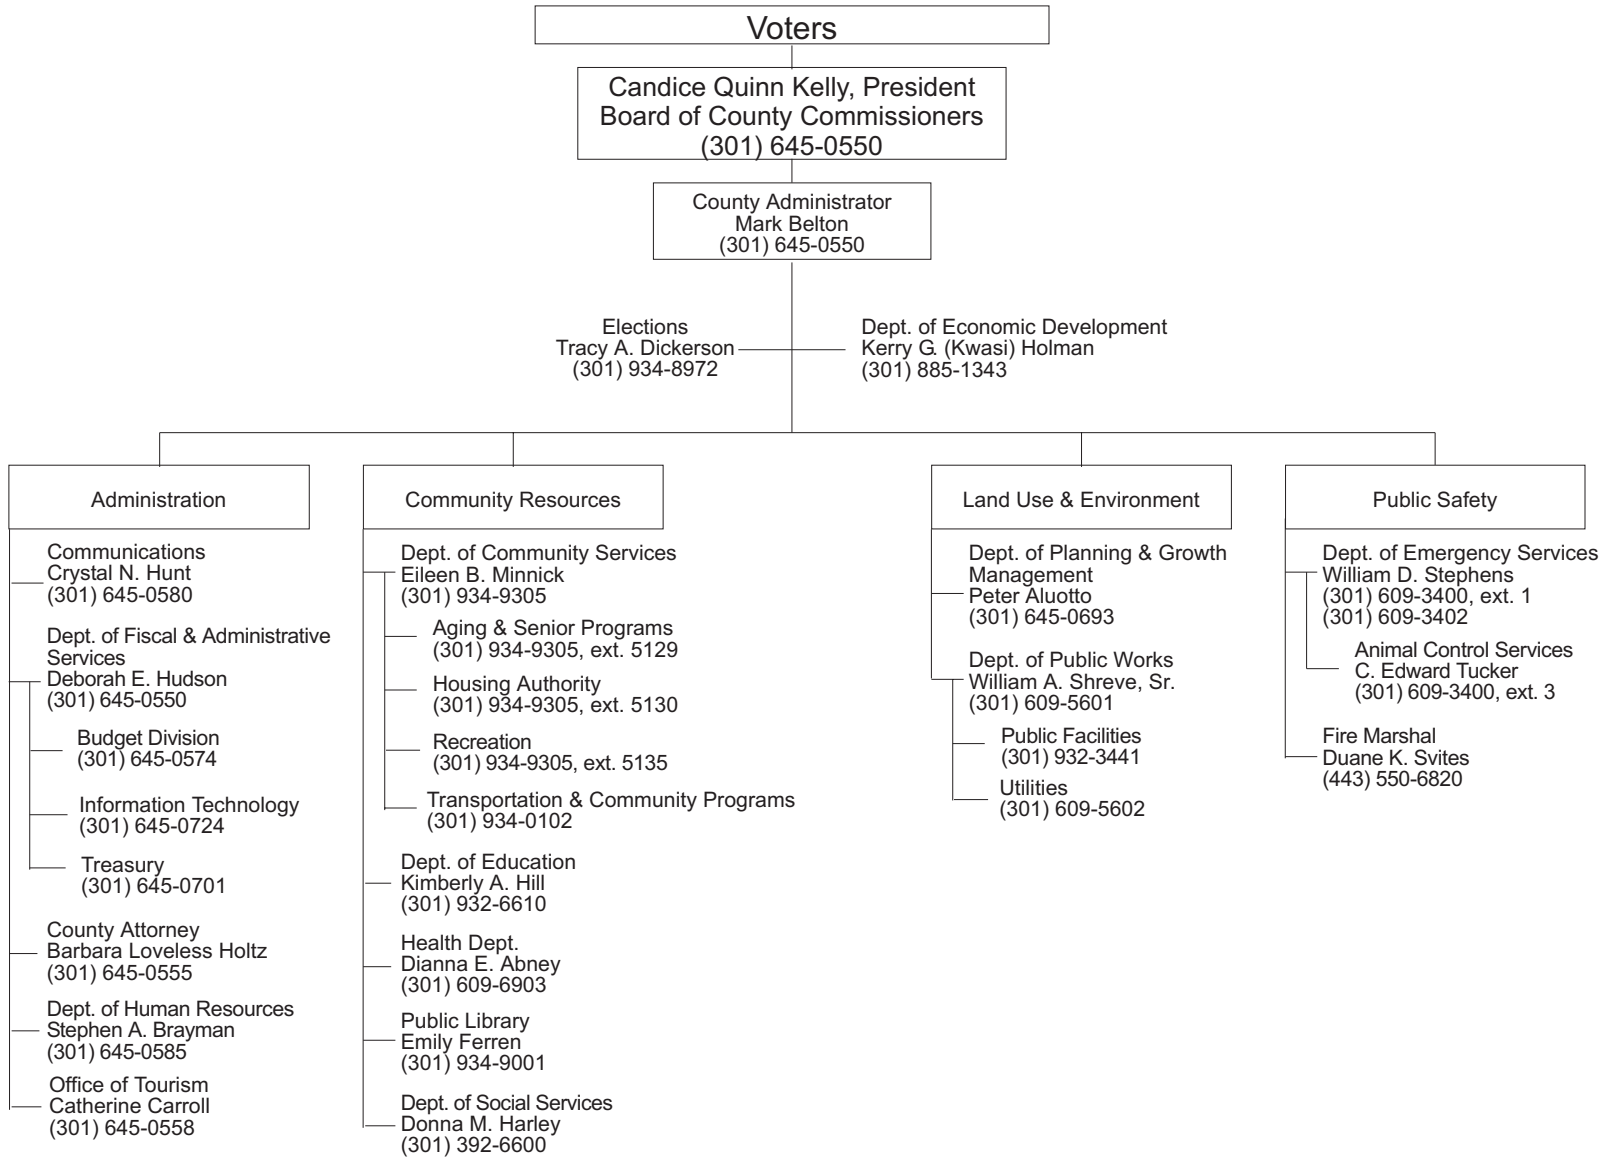 Voters
Candice Quinn Kelly, President
Board of County Commissioners
(301) 645-0550
County Administrator
Mark Belton
(301) 645-0550
Elections
Tracy A. Dickerson
(301) 934-8972
Dept. of Economic Development
Kerry G. (Kwasi) Holman
(301) 885-1343
Administration
Communications
Crystal N. Hunt
(301) 645-0580
Dept. of Fiscal & Administrative
Services
Deborah E. Hudson
(301) 645-0550
Budget Division
(301) 645-0574
Information Technology
(301) 645-0724
Treasury
(301) 645-0701
County Attorney
Barbara Loveless Holtz
(301) 645-0555
Dept. of Human Resources
Stephen A. Brayman
(301) 645-0585
Office of Tourism
Catherine Carroll
(301) 645-0558
Community Resources
Dept. of Community Services
Eileen B. Minnick
(301) 934-9305
Aging & Senior Programs
(301) 934-9305, ext. 5129
Housing Authority
(301) 934-9305, ext. 5130
Recreation
(301) 934-9305, ext. 5135
Transportation & Community Programs
(301) 934-0102
Dept. of Education
Kimberly A. Hill
(301) 932-6610
Health Dept.
Dianna E. Abney
(301) 609-6903
Public Library
Emily Ferren
(301) 934-9001
Dept. of Social Services
Donna M. Harley
(301) 392-6600
Land Use & Environment
Dept. of Planning & Growth
Management
Peter Aluotto
(301) 645-0693
Dept. of Public Works
William A. Shreve, Sr.
(301) 609-5601
Public Facilities
(301) 932-3441
Utilities
(301) 609-5602
Public Safety
Dept. of Emergency Services
William D. Stephens
(301) 609-3400, ext. 1
(301) 609-3402
Animal Control Services
C. Edward Tucker
(301) 609-3400, ext. 3
Fire Marshal
Duane K. Svites
(443) 550-6820